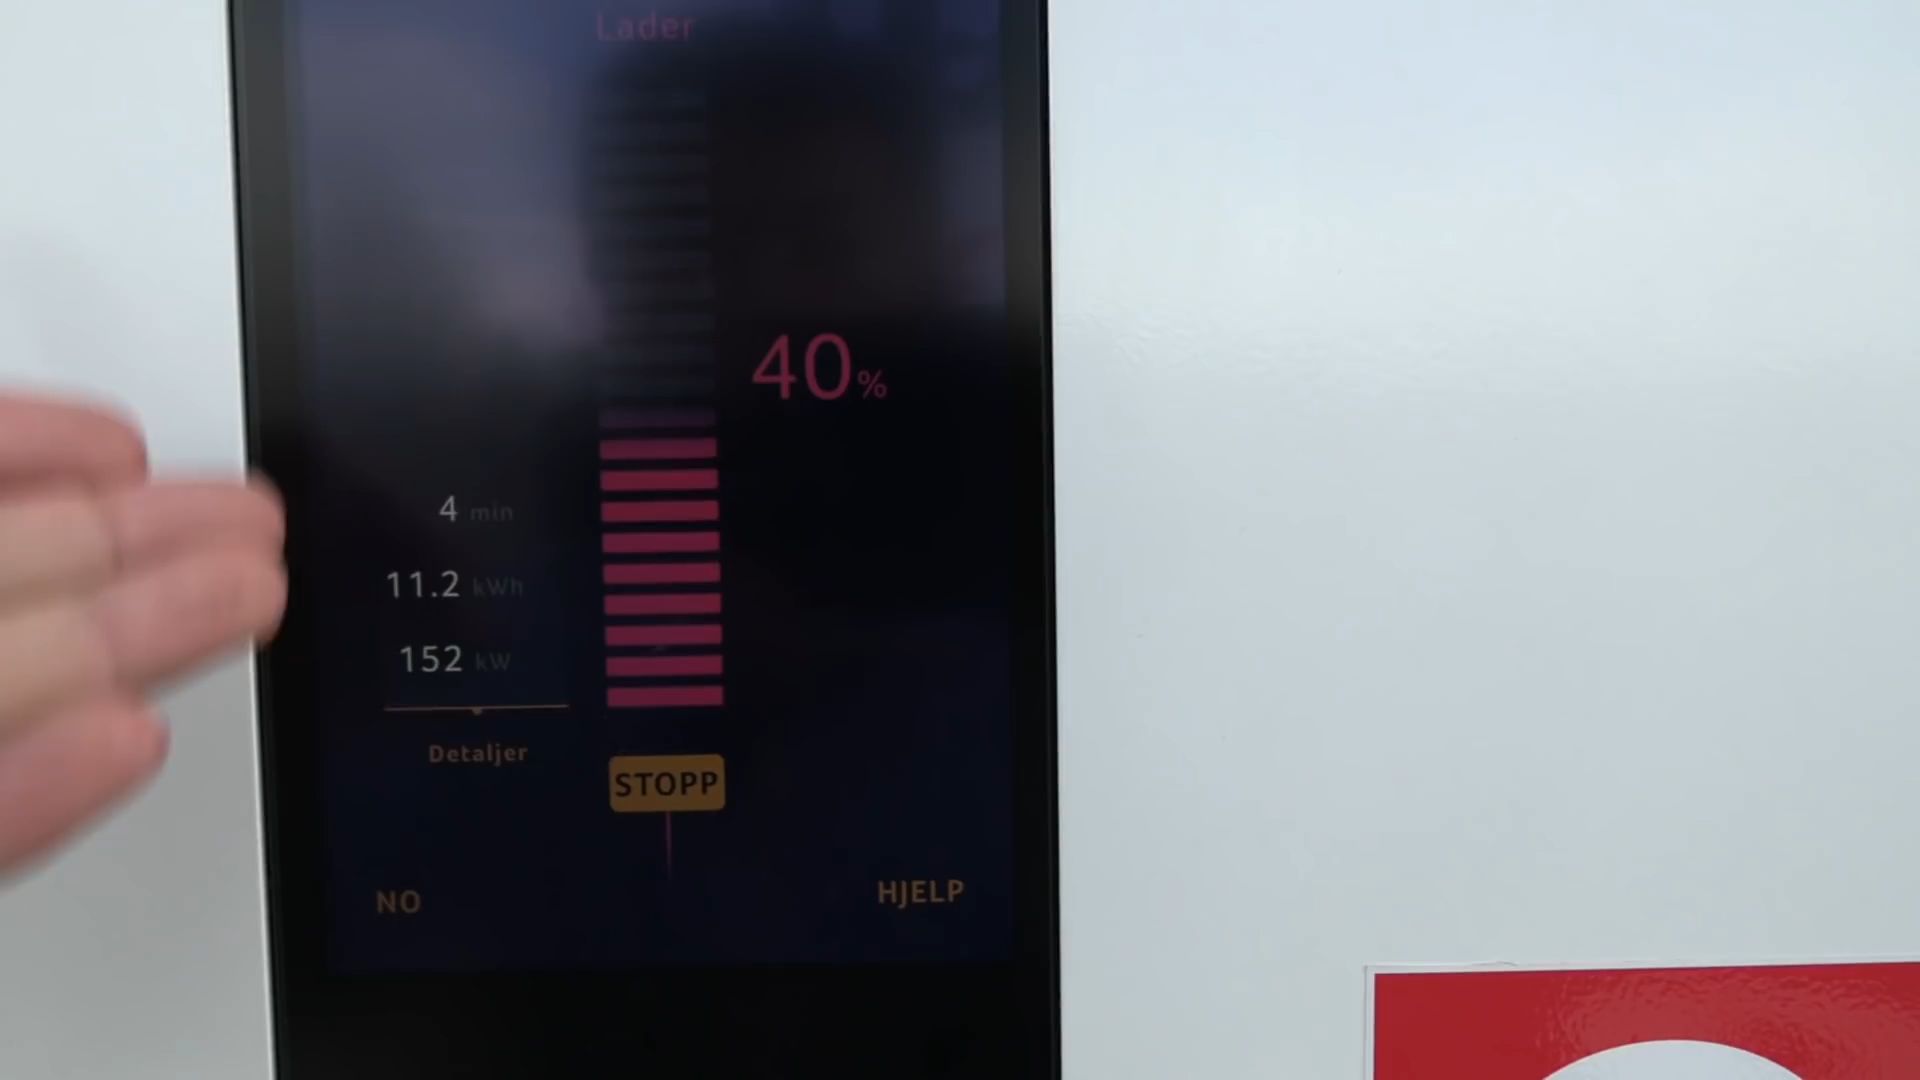 Lader
40%
4 min
11.2 kWh
152 kW
Detaljer
STOPP
NO
HJELP